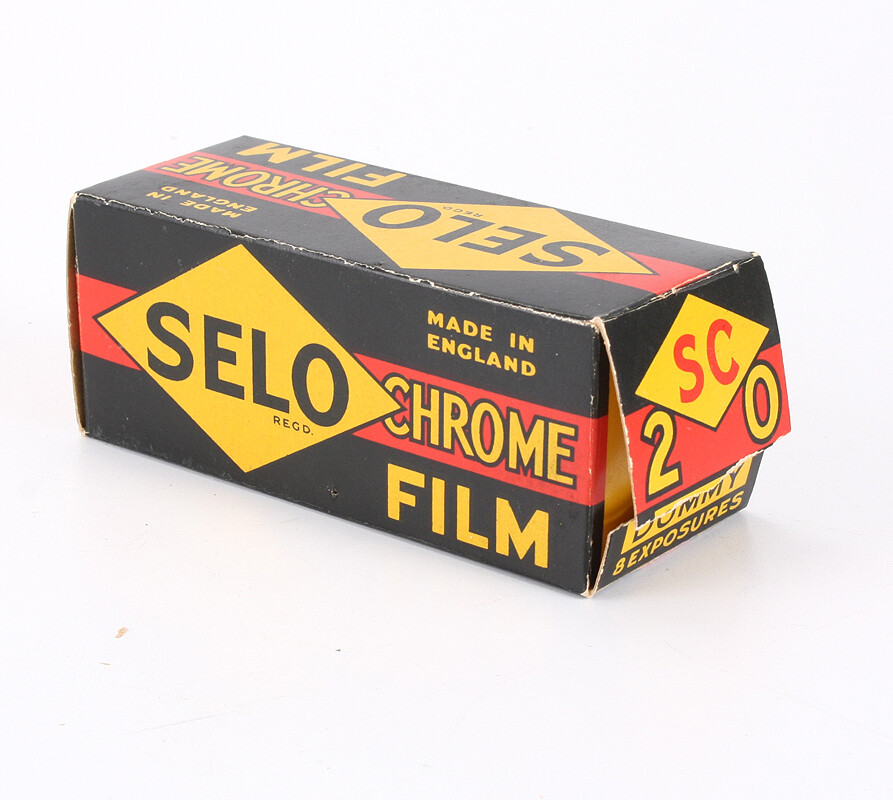 FILM
CHROME
MADE IN
ENGLAND
SELO
REGD.
SELO
REGD.
MADE IN
ENGLAND
CHROME
FILM
SC
2 0
DUMMY
8 EXPOSURES